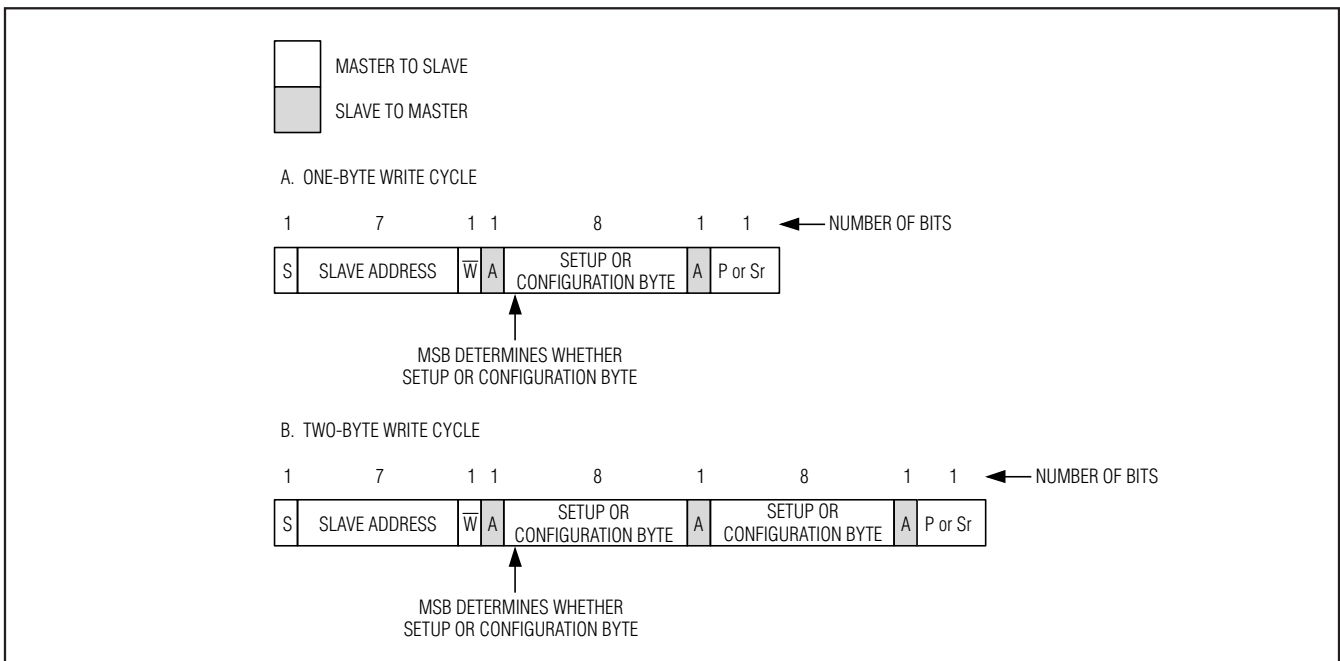 MASTER TO SLAVE
SLAVE TO MASTER
A. ONE-BYTE WRITE CYCLE
1 7 1 1 8 1 1 NUMBER OF BITS
S SLAVE ADDRESS W̅ A SETUP OR CONFIGURATION BYTE A P or Sr
MSB DETERMINES WHETHER
SETUP OR CONFIGURATION BYTE
B. TWO-BYTE WRITE CYCLE
1 7 1 1 8 1 8 1 1 NUMBER OF BITS
S SLAVE ADDRESS W̅ A SETUP OR CONFIGURATION BYTE A SETUP OR CONFIGURATION BYTE A P or Sr
MSB DETERMINES WHETHER
SETUP OR CONFIGURATION BYTE